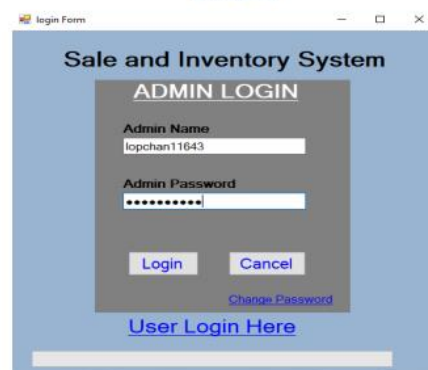 login Form
Sale and Inventory System
ADMIN LOGIN
Admin Name
lopchan11643
Admin Password
●●●●●●●●●●
Login Cancel
Change Password
User Login Here